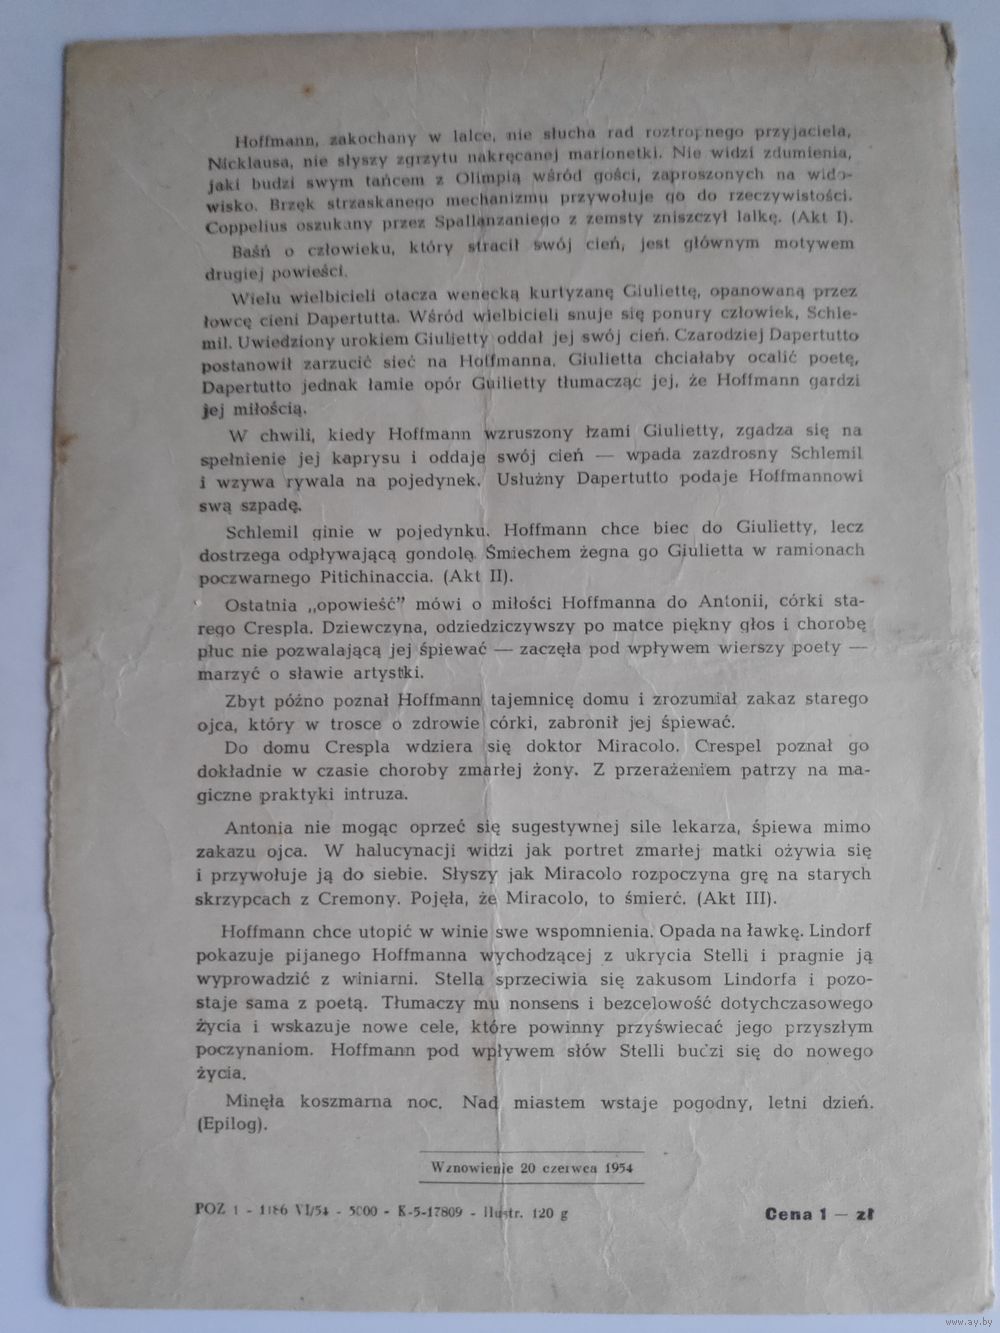 Hoffmann, zakochany w lalce, nie słucha rad roztropnego przyjaciela,
Nicklausa, nie słyszy zgrzytu nakręcanej marionetki. Nie widzi zdumienia,
jaki budzi swym tańcem z Olimpią wśród gości, zaproszonych na wido-
wisko. Brzęk strzaskanego mechanizmu przywołuje go do rzeczywistości.
Coppelius oszukany przez Spallanzaniego z zemsty zniszczył lalkę. (Akt I).
Baśń o człowieku, który stracił swój cień, jest głównym motywem
drugiej powieści.
Wielu wielbicieli otacza wenecką kurtyzanę Giuliettę, opanowaną przez
łowcę cieni Dapertutta. Wśród wielbicieli snuje się ponury człowiek, Schle-
mil. Uwiedziony urokiem Giulietty oddał jej swój cień. Czarodziej Dapertutto
postanowił zarzucić sieć na Hoffmanna. Giulietta chciałaby ocalić poetę,
Dapertutto jednak łamie opór Guilietty tłumacząc jej, że Hoffmann gardzi
jej miłością.
W chwili, kiedy Hoffmann wzruszony łzami Giulietty, zgadza się na
spełnienie jej kaprysu i oddaje swój cień — wpada zazdrosny Schlemil
i wzywa rywala na pojedynek. Usłużny Dapertutto podaje Hoffmannowi
swą szpadę.
Schlemil ginie w pojedynku. Hoffmann chce biec do Giulietty, lecz
dostrzega odpływającą gondolę. Śmiechem żegna go Giulietta w ramionach
poczwarnego Pitichinaccia. (Akt II).
Ostatnia „opowieść” mówi o miłości Hoffmanna do Antonii, córki sta-
rego Crespla. Dziewczyna, odziedziczywszy po matce piękny głos i chorobę
płuc nie pozwalającą jej śpiewać — zaczęła pod wpływem wierszy poety —
marzyć o sławie artystki.
Zbyt późno poznał Hoffmann tajemnicę domu i zrozumiał zakaz starego
ojca, który w trosce o zdrowie córki, zabronił jej śpiewać.
Do domu Crespla wdziera się doktor Miracolo. Crespel poznał go
dokładnie w czasie choroby zmarłej żony. Z przerażeniem patrzy na ma-
giczne praktyki intruza.
Antonia nie mogąc oprzeć się sugestywnej sile lekarza, śpiewa mimo
zakazu ojca. W halucynacji widzi jak portret zmarłej matki ożywia się
i przywołuje ją do siebie. Słyszy jak Miracolo rozpoczyna grę na starych
skrzypcach z Cremony. Pojęła, że Miracolo, to śmierć. (Akt III).
Hoffmann chce utopić w winie swe wspomnienia. Opada na ławkę. Lindorf
pokazuje pijanego Hoffmanna wychodzącej z ukrycia Stelli i pragnie ją
wyprowadzić z winiarni. Stella sprzeciwia się zakusom Lindorfa i pozo-
staje sama z poetą. Tłumaczy mu nonsens i bezcelowość dotychczasowego
życia i wskazuje nowe cele, które powinny przyświecać jego przyszłym
poczynaniom. Hoffmann pod wpływem słów Stelli budzi się do nowego
życia.
Minęła koszmarna noc. Nad miastem wstaje pogodny, letni dzień.
(Epilog).
Wznowienie 20 czerwca 1954
POZ 1 - 1186 VI/54 - 5000 - K-5-17809 - Ilustr. 120 g
Cena 1 — zł
www.ay.by